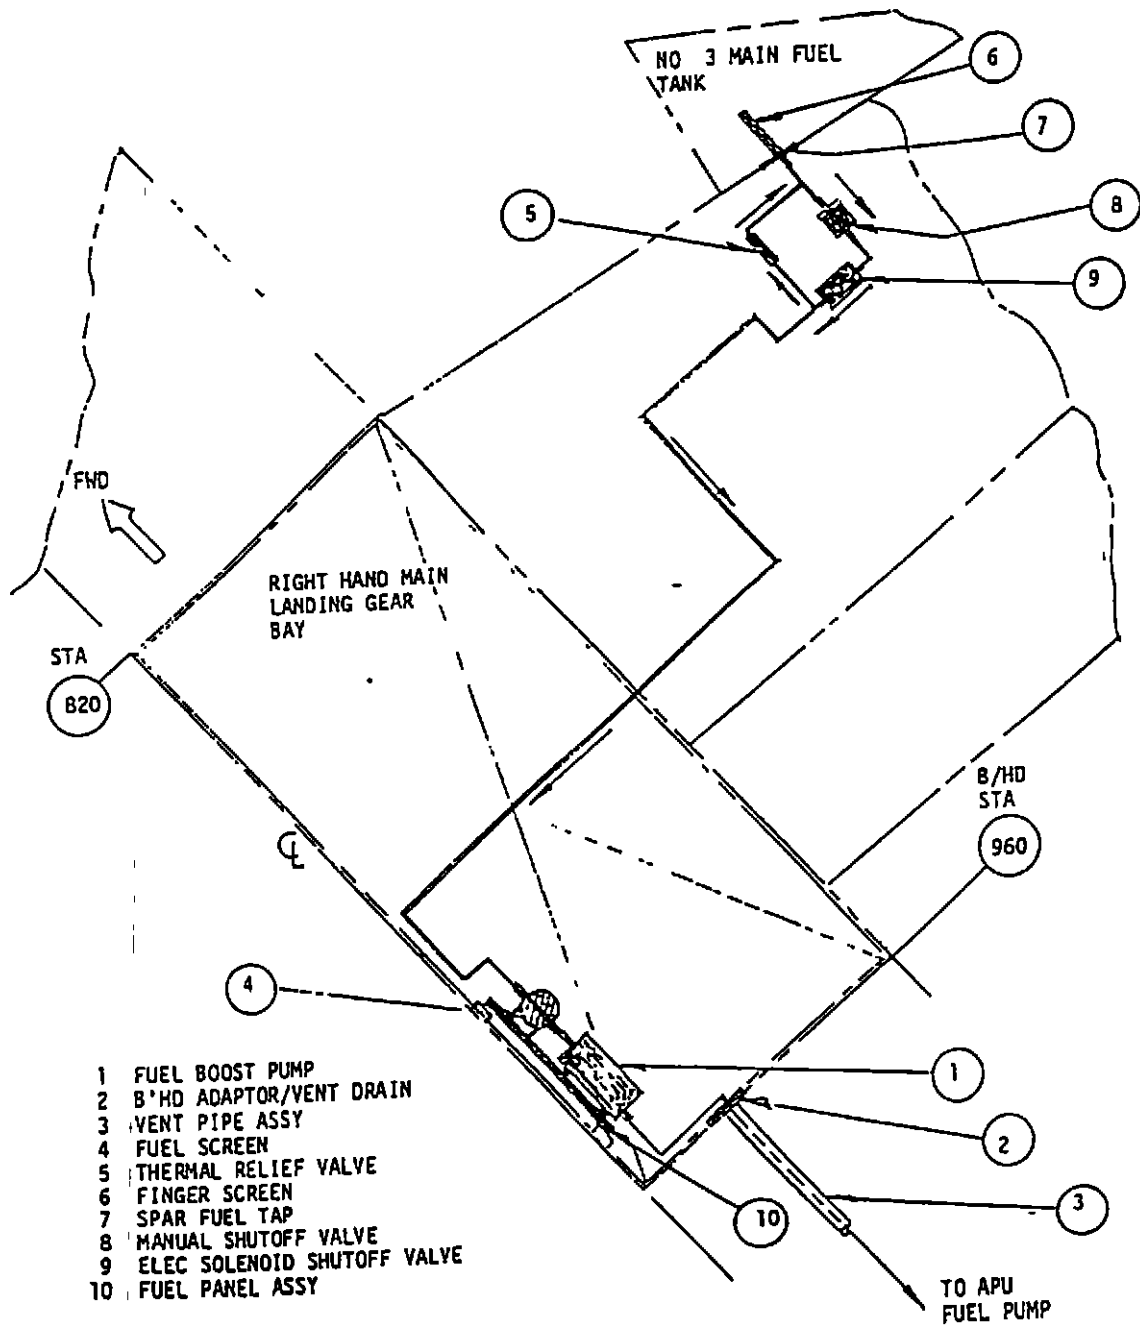 NO 3 MAIN FUEL
TANK
6
7
8
5
9
FWD
RIGHT HAND MAIN
LANDING GEAR
BAY
STA
820
B/HD
STA
960
CL
4
1
2
3
10
1 FUEL BOOST PUMP
2 B'HD ADAPTOR/VENT DRAIN
3 VENT PIPE ASSY
4 FUEL SCREEN
5 THERMAL RELIEF VALVE
6 FINGER SCREEN
7 SPAR FUEL TAP
8 MANUAL SHUTOFF VALVE
9 ELEC SOLENOID SHUTOFF VALVE
10 FUEL PANEL ASSY
TO APU
FUEL PUMP